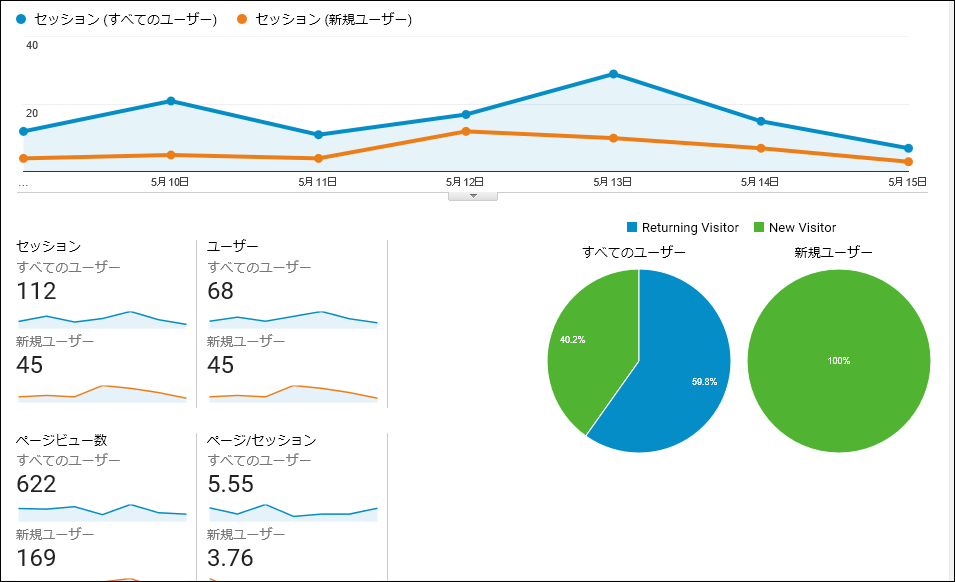 セッション (すべてのユーザー) セッション (新規ユーザー)
40
20
... 5月10日 5月11日 5月12日 5月13日 5月14日 5月15日
Returning Visitor New Visitor
すべてのユーザー 新規ユーザー
40.2% 59.8% 100%
セッション ユーザー
すべてのユーザー すべてのユーザー
112 68
新規ユーザー 新規ユーザー
45 45
ページビュー数 ページ/セッション
すべてのユーザー すべてのユーザー
622 5.55
新規ユーザー 新規ユーザー
169 3.76